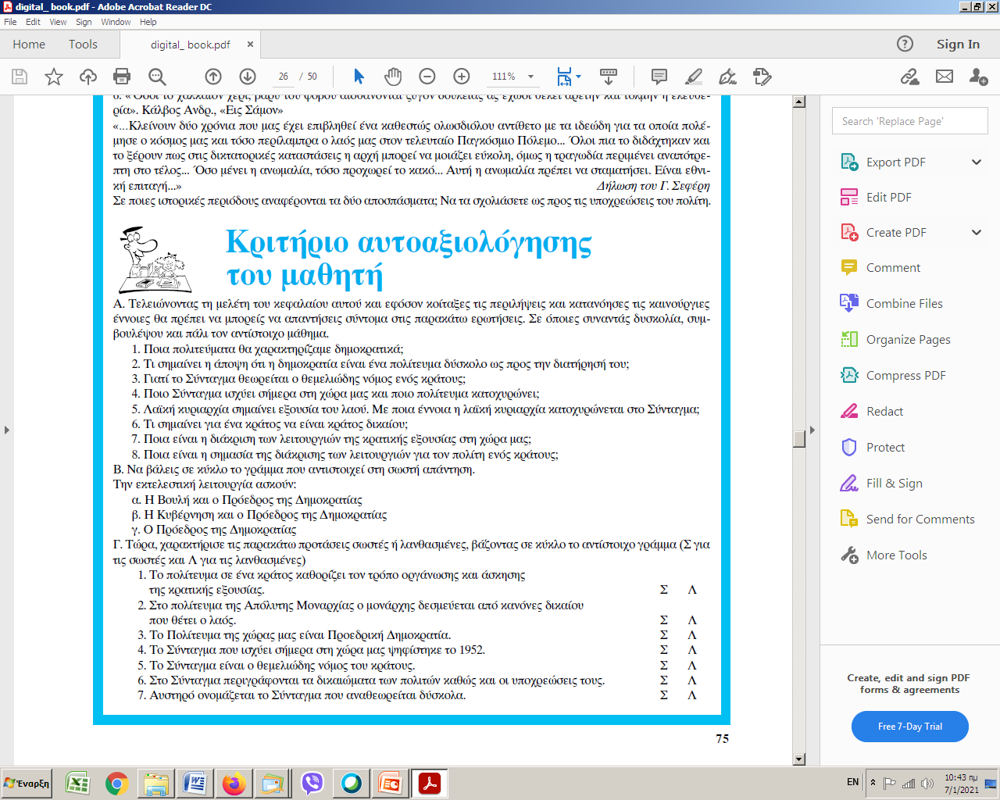 digital_ book.pdf - Adobe Acrobat Reader DC
File Edit View Sign Window Help
Home Tools digital_ book.pdf × Sign In
26 / 50 111%
ρία». Κάλβος Ανδρ., «Εις Σάμον»
«...Κλείνουν δύο χρόνια που μας έχει επιβληθεί ένα καθεστώς ολωσδιόλου αντίθετο με τα ιδεώδη για τα οποία πολέ-
μησε ο κόσμος μας και τόσο περίλαμπρα ο λαός μας στον τελευταίο Παγκόσμιο Πόλεμο... Όλοι πια το διδάχτηκαν και
το ξέρουν πως στις δικτατορικές καταστάσεις η αρχή μπορεί να μοιάζει εύκολη, όμως η τραγωδία περιμένει αναπότρε-
πτη στο τέλος... Όσο μένει η ανωμαλία, τόσο προχωρεί το κακό... Αυτή η ανωμαλία πρέπει να σταματήσει. Είναι εθνι-
κή επιταγή...» Δήλωση του Γ. Σεφέρη
Σε ποιες ιστορικές περιόδους αναφέρονται τα δύο αποσπάσματα; Να τα σχολιάσετε ως προς τις υποχρεώσεις του πολίτη.
Κριτήριο αυτοαξιολόγησης
του μαθητή
Α. Τελειώνοντας τη μελέτη του κεφαλαίου αυτού και εφόσον κοίταξες τις περιλήψεις και κατανόησες τις καινούργιες
έννοιες θα πρέπει να μπορείς να απαντήσεις σύντομα στις παρακάτω ερωτήσεις. Σε όποιες συναντάς δυσκολία, συμ-
βουλέψου και πάλι τον αντίστοιχο μάθημα.
1. Ποια πολιτεύματα θα χαρακτηρίζαμε δημοκρατικά;
2. Τι σημαίνει η άποψη ότι η δημοκρατία είναι ένα πολίτευμα δύσκολο ως προς την διατήρησή του;
3. Γιατί το Σύνταγμα θεωρείται ο θεμελιώδης νόμος ενός κράτους;
4. Ποιο Σύνταγμα ισχύει σήμερα στη χώρα μας και ποιο πολίτευμα κατοχυρώνει;
5. Λαϊκή κυριαρχία σημαίνει εξουσία του λαού. Με ποια έννοια η λαϊκή κυριαρχία κατοχυρώνεται στο Σύνταγμα;
6. Τι σημαίνει για ένα κράτος να είναι κράτος δικαίου;
7. Ποια είναι η διάκριση των λειτουργιών της κρατικής εξουσίας στη χώρα μας;
8. Ποια είναι η σημασία της διάκρισης των λειτουργιών για τον πολίτη ενός κράτους;
Β. Να βάλεις σε κύκλο το γράμμα που αντιστοιχεί στη σωστή απάντηση.
Την εκτελεστική λειτουργία ασκούν:
α. Η Βουλή και ο Πρόεδρος της Δημοκρατίας
β. Η Κυβέρνηση και ο Πρόεδρος της Δημοκρατίας
γ. Ο Πρόεδρος της Δημοκρατίας
Γ. Τώρα, χαρακτήρισε τις παρακάτω προτάσεις σωστές ή λανθασμένες, βάζοντας σε κύκλο το αντίστοιχο γράμμα (Σ για
τις σωστές και Λ για τις λανθασμένες)
1. Το πολίτευμα σε ένα κράτος καθορίζει τον τρόπο οργάνωσης και άσκησης
της κρατικής εξουσίας. Σ Λ
2. Στο πολίτευμα της Απόλυτης Μοναρχίας ο μονάρχης δεσμεύεται από κανόνες δικαίου
που θέτει ο λαός. Σ Λ
3. Το Πολίτευμα της χώρας μας είναι Προεδρική Δημοκρατία. Σ Λ
4. Το Σύνταγμα που ισχύει σήμερα στη χώρα μας ψηφίστηκε το 1952. Σ Λ
5. Το Σύνταγμα είναι ο θεμελιώδης νόμος του κράτους. Σ Λ
6. Στο Σύνταγμα περιγράφονται τα δικαιώματα των πολιτών καθώς και οι υποχρεώσεις τους. Σ Λ
7. Αυστηρό ονομάζεται το Σύνταγμα που αναθεωρείται δύσκολα. Σ Λ
75
Search 'Replace Page'
Export PDF
Edit PDF
Create PDF
Comment
Combine Files
Organize Pages
Compress PDF
Redact
Protect
Fill & Sign
Send for Comments
More Tools
Create, edit and sign PDF
forms & agreements
Free 7-Day Trial
Έναρξη EN 10:43 πμ
7/1/2021